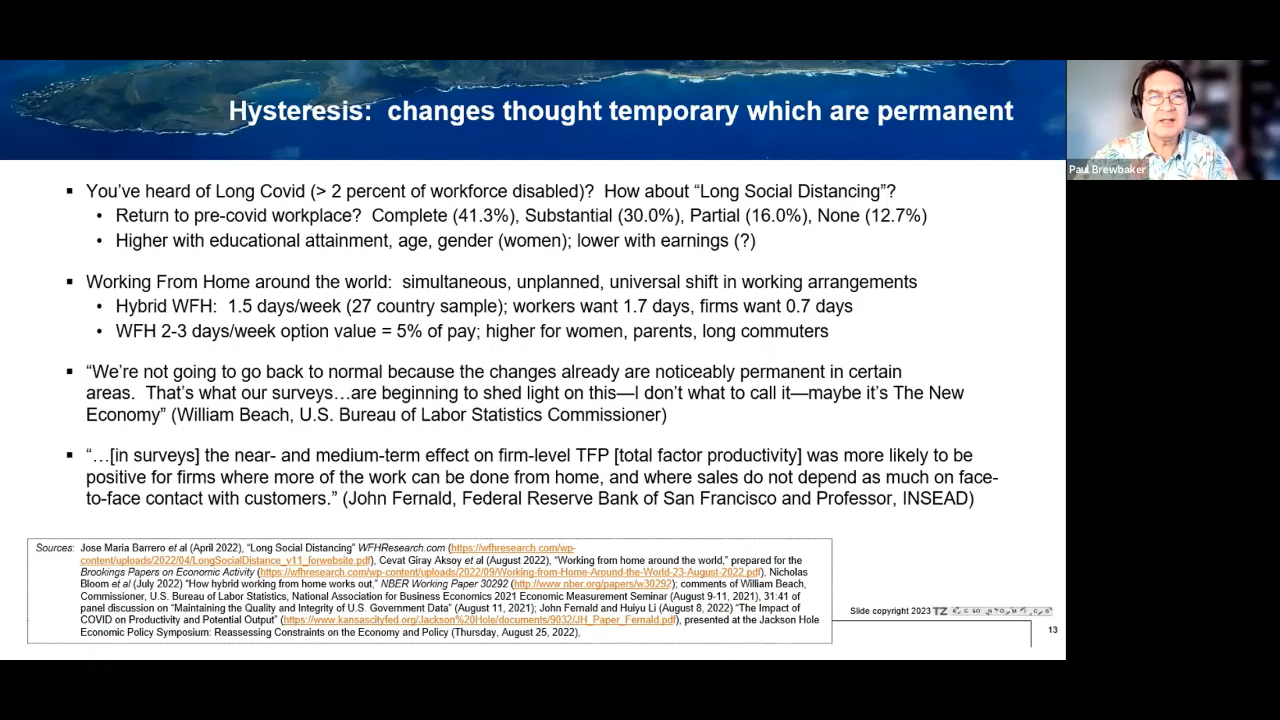 Hysteresis: changes thought temporary which are permanent
Paul Brewbaker
▪ You've heard of Long Covid (> 2 percent of workforce disabled)? How about “Long Social Distancing”?
• Return to pre-covid workplace? Complete (41.3%), Substantial (30.0%), Partial (16.0%), None (12.7%)
• Higher with educational attainment, age, gender (women); lower with earnings (?)
▪ Working From Home around the world: simultaneous, unplanned, universal shift in working arrangements
• Hybrid WFH: 1.5 days/week (27 country sample); workers want 1.7 days, firms want 0.7 days
• WFH 2-3 days/week option value = 5% of pay; higher for women, parents, long commuters
▪ “We're not going to go back to normal because the changes already are noticeably permanent in certain
areas. That's what our surveys…are beginning to shed light on this—I don't what to call it—maybe it's The New
Economy” (William Beach, U.S. Bureau of Labor Statistics Commissioner)
▪ “…[in surveys] the near- and medium-term effect on firm-level TFP [total factor productivity] was more likely to be
positive for firms where more of the work can be done from home, and where sales do not depend as much on face-
to-face contact with customers.” (John Fernald, Federal Reserve Bank of San Francisco and Professor, INSEAD)
Sources: Jose Maria Barrero et al (April 2022), “Long Social Distancing” WFHResearch.com (https://wfhresearch.com/wp-
content/uploads/2022/04/LongSocialDistance_v11_forwebsite.pdf), Cevat Giray Aksoy et al (August 2022), “Working from home around the world,” prepared for the
Brookings Papers on Economic Activity (https://wfhresearch.com/wp-content/uploads/2022/09/Working-from-Home-Around-the-World-23-August-2022.pdf), Nicholas
Bloom et al (July 2022) “How hybrid working from home works out,” NBER Working Paper 30292 (http://www.nber.org/papers/w30292); comments of William Beach,
Commissioner, U.S. Bureau of Labor Statistics, National Association for Business Economics 2021 Economic Measurement Seminar (August 9-11, 2021), 31:41 of
panel discussion on “Maintaining the Quality and Integrity of U.S. Government Data” (August 11, 2021); John Fernald and Huiyu Li (August 8, 2022) “The Impact of
COVID on Productivity and Potential Output” (https://www.kansascityfed.org/Jackson%20Hole/documents/9032/JH_Paper_Fernald.pdf), presented at the Jackson Hole
Economic Policy Symposium: Reassessing Constraints on the Economy and Policy (Thursday, August 25, 2022),
Slide copyright 2023 TZ ECONOMICS
13